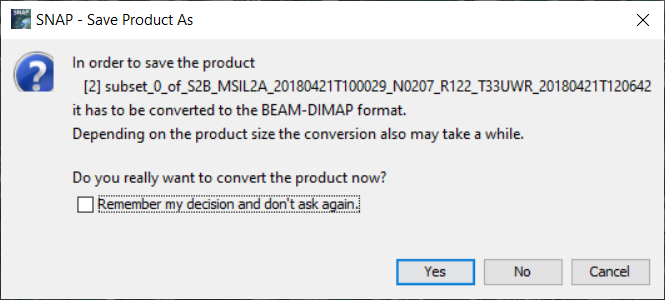 SNAP - Save Product As
In order to save the product
[2] subset_0_of_S2B_MSIL2A_20180421T100029_N0207_R122_T33UWR_20180421T120642
it has to be converted to the BEAM-DIMAP format.
Depending on the product size the conversion also may take a while.
Do you really want to convert the product now?
Remember my decision and don't ask again.
Yes No Cancel